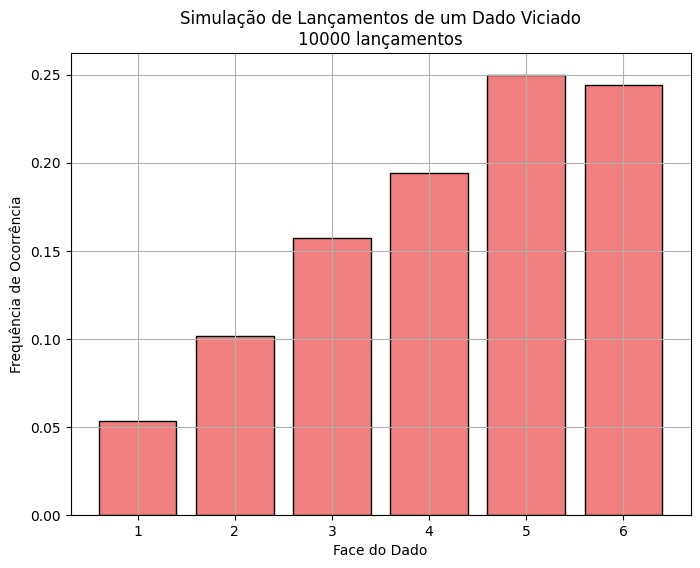 Simulação de Lançamentos de um Dado Viciado
10000 lançamentos
Frequência de Ocorrência
0.25
0.20
0.15
0.10
0.05
0.00
1 2 3 4 5 6
Face do Dado